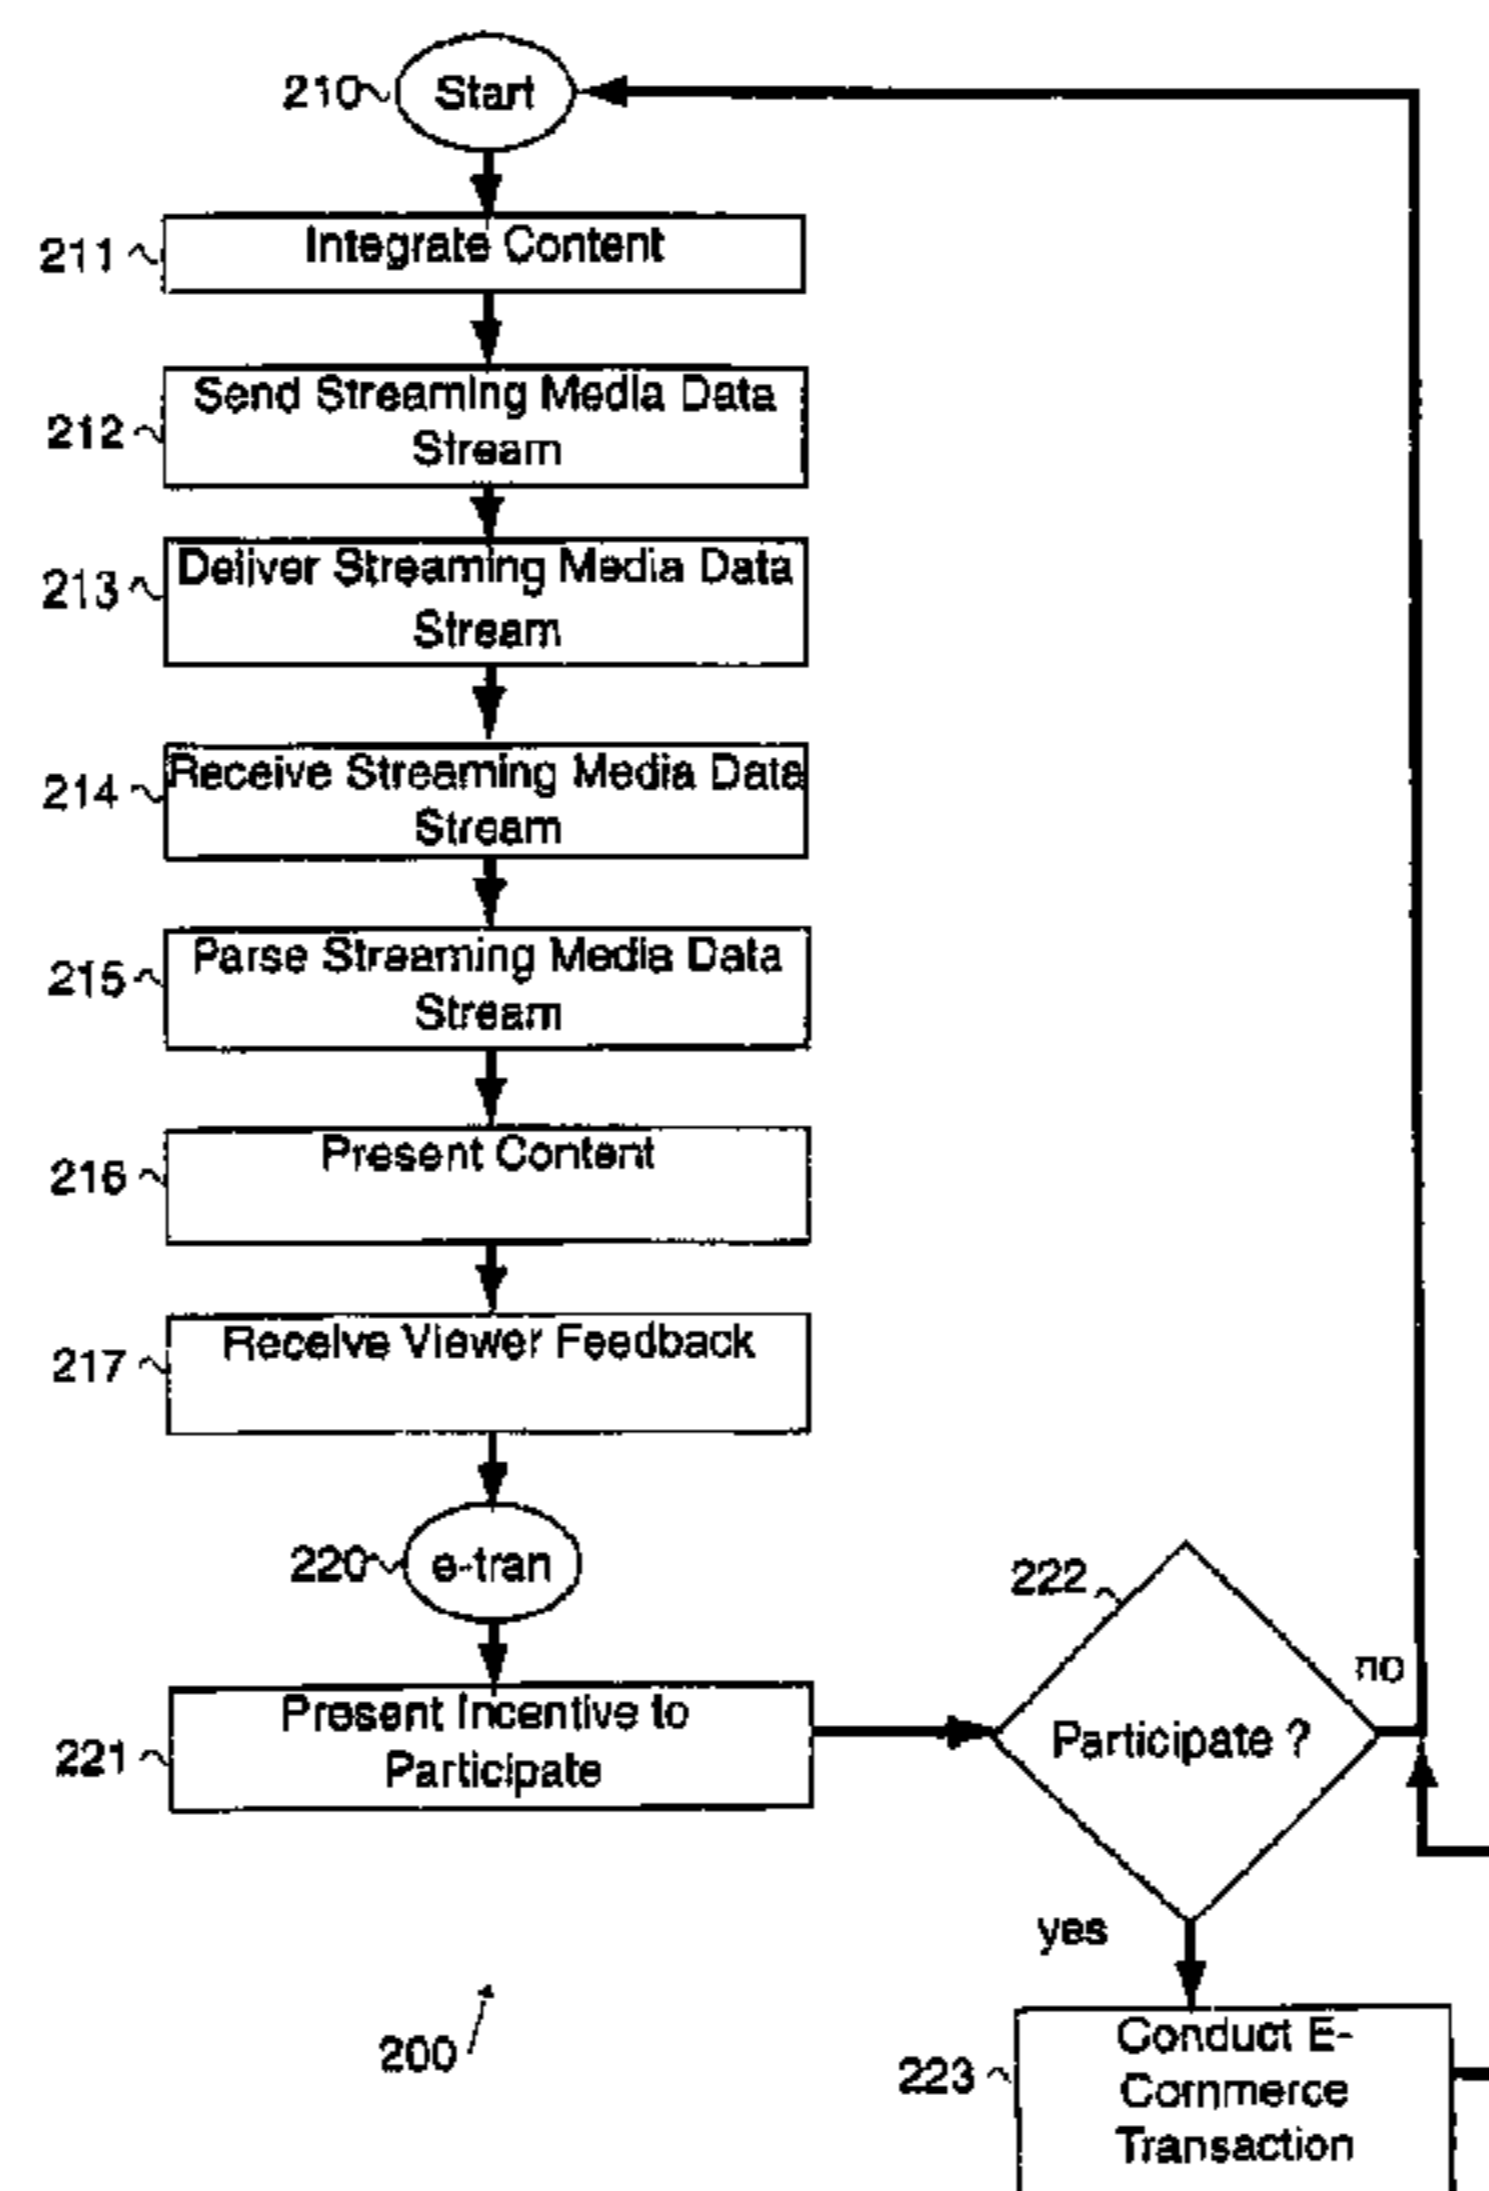 210 Start
211 Integrate Content
212 Send Streaming Media Data
Stream
213 Deliver Streaming Media Data
Stream
214 Receive Streaming Media Data
Stream
215 Parse Streaming Media Data
Stream
216 Present Content
217 Receive Viewer Feedback
220 e-tran
221 Present Incentive to
Participate
222
Participate ?
no
yes
200
223 Conduct E-
Commerce
Transaction